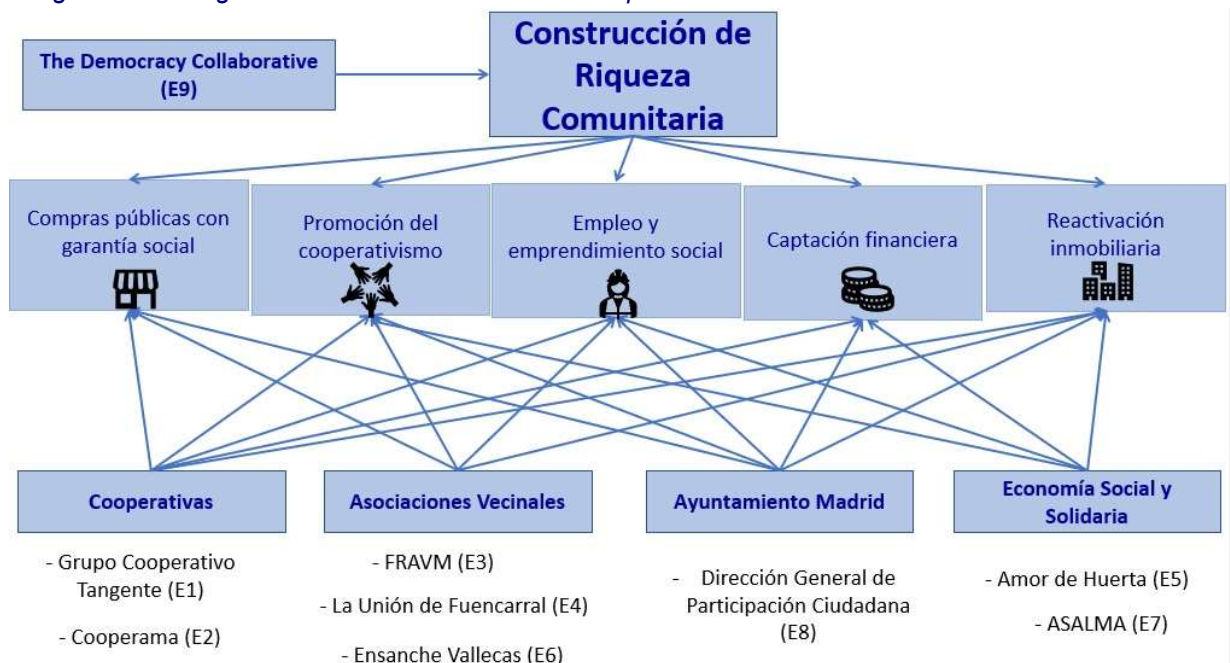 Construcción de
Riqueza
Comunitaria
The Democracy Collaborative
(E9)
Compras públicas con
garantía social
Promoción del
cooperativismo
Empleo y
emprendimiento social
Captación financiera
Reactivación
inmobiliaria
Cooperativas
Asociaciones Vecinales
Ayuntamiento Madrid
Economía Social y
Solidaria
- Grupo Cooperativo
Tangente (E1)
- Cooperama (E2)
- FRAVM (E3)
- La Unión de Fuencarral (E4)
- Ensanche Vallecas (E6)
- Dirección General de
Participación Ciudadana
(E8)
- Amor de Huerta (E5)
- ASALMA (E7)